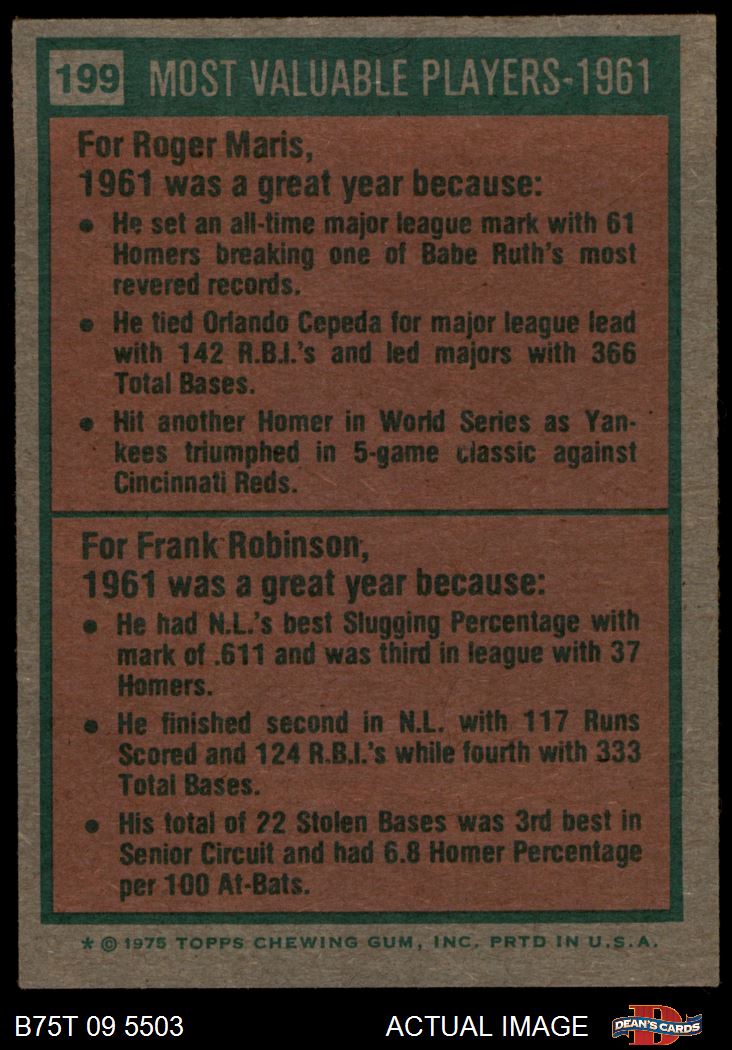 199 MOST VALUABLE PLAYERS-1961
For Roger Maris,
1961 was a great year because:
● He set an all-time major league mark with 61
Homers breaking one of Babe Ruth's most
revered records.
● He tied Orlando Cepeda for major league lead
with 142 R.B.I.'s and led majors with 366
Total Bases.
● Hit another Homer in World Series as Yan-
kees triumphed in 5-game classic against
Cincinnati Reds.
For Frank Robinson,
1961 was a great year because:
● He had N.L.'s best Slugging Percentage with
mark of .611 and was third in league with 37
Homers.
● He finished second in N.L. with 117 Runs
Scored and 124 R.B.I.'s while fourth with 333
Total Bases.
● His total of 22 Stolen Bases was 3rd best in
Senior Circuit and had 6.8 Homer Percentage
per 100 At-Bats.
* © 1975 TOPPS CHEWING GUM, INC. PRTD IN U.S.A.
B75T 09 5503 ACTUAL IMAGE DEAN'S CARDS